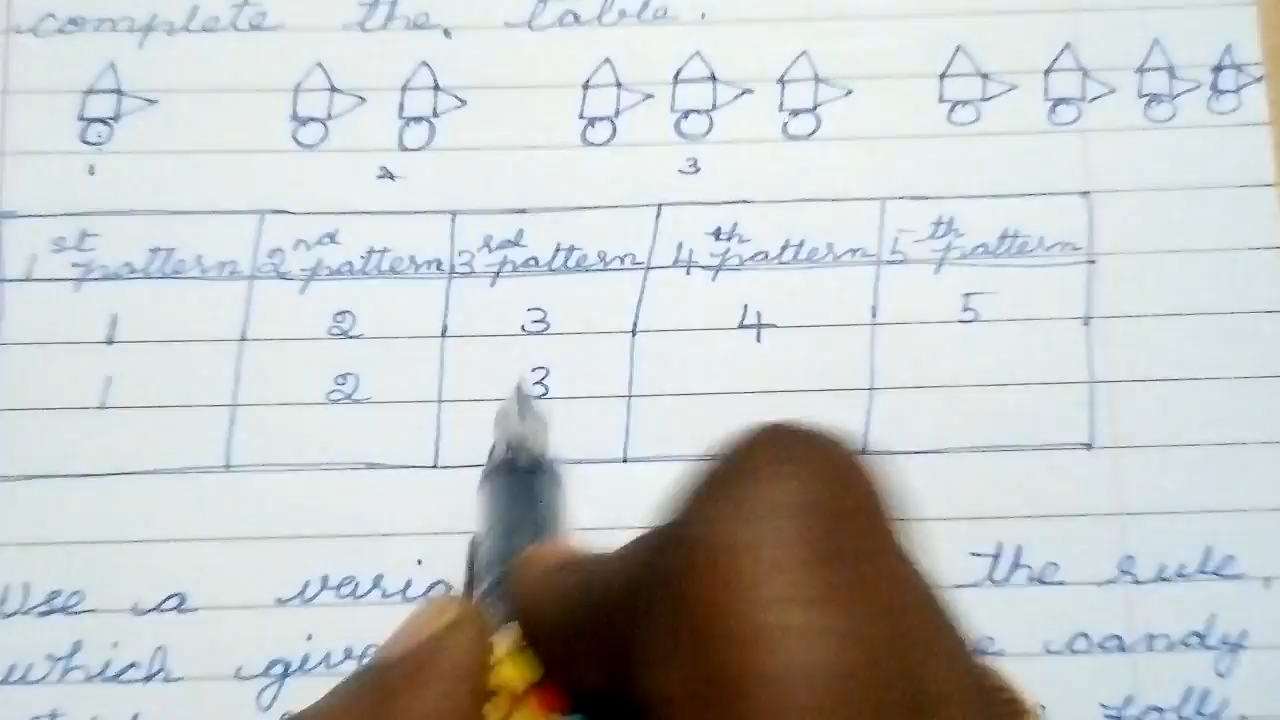 complete the table.
1 2 3
1st pattern 2nd pattern 3rd pattern 4th pattern 5th pattern
1 2 3 4 5
1 2 3
Use a the rule,
which candy